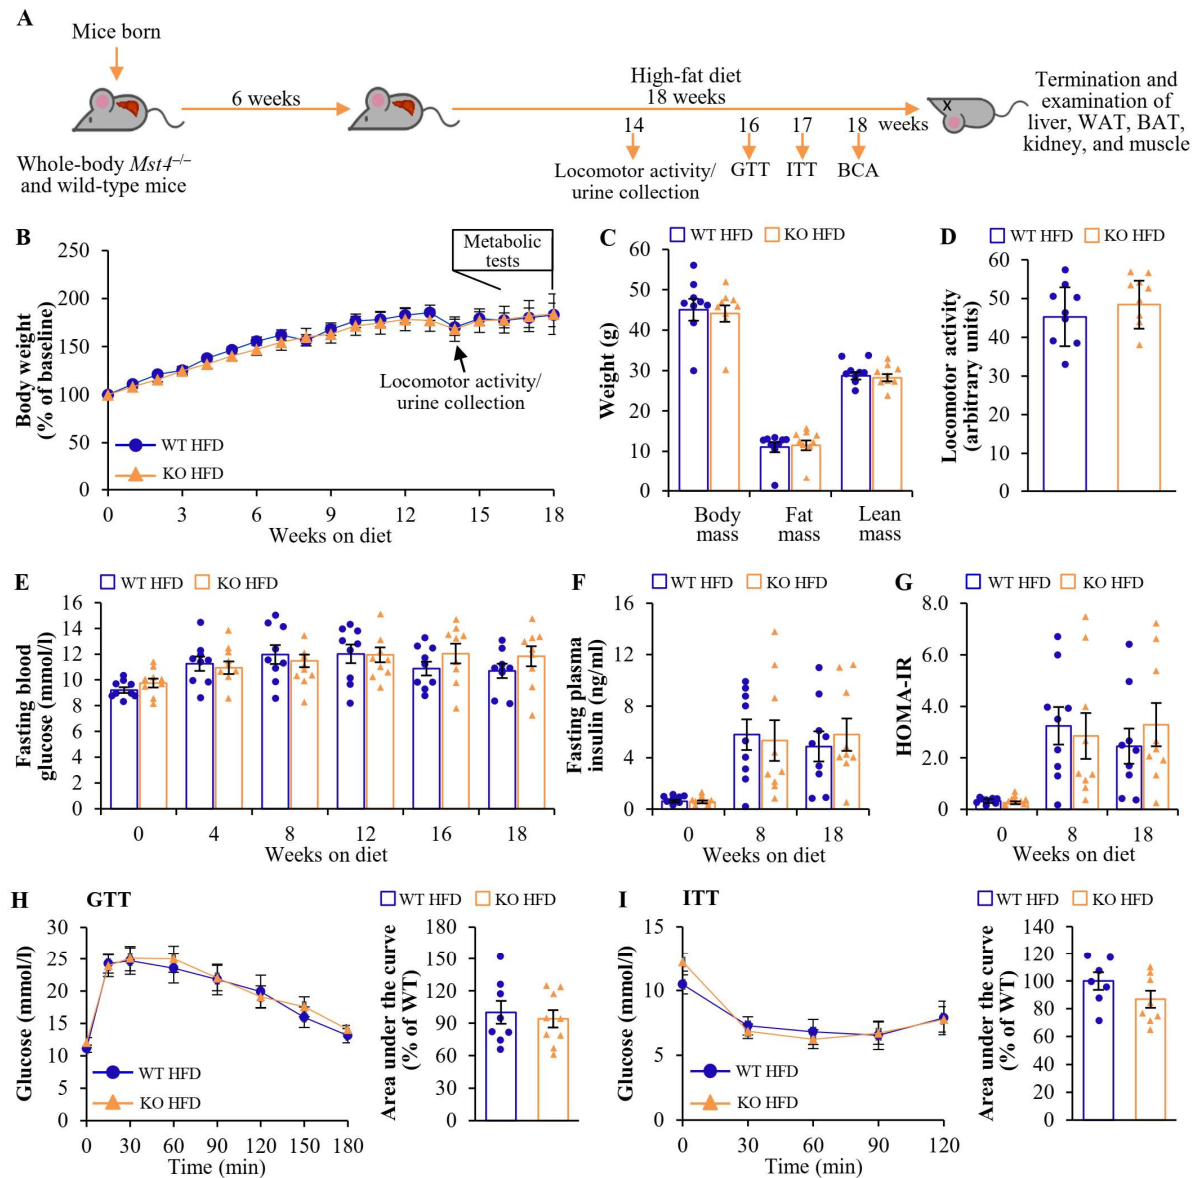 A
Mice born
6 weeks
High-fat diet
18 weeks
14
16
17
18
weeks
Locomotor activity/
urine collection
GTT
ITT
BCA
Whole-body Mst4–/–
and wild-type mice
Termination and
examination of
liver, WAT, BAT,
kidney, and muscle
B
Body weight
(% of baseline)
250
200
150
100
50
0
Metabolic
tests
Locomotor activity/
urine collection
WT HFD
KO HFD
0
3
6
9
12
15
18
Weeks on diet
C
WT HFD
KO HFD
Weight (g)
60
50
40
30
20
10
0
Body
mass
Fat
mass
Lean
mass
D
WT HFD
KO HFD
Locomotor activity
(arbitrary units)
60
50
40
30
20
10
0
E
WT HFD
KO HFD
Fasting blood
glucose (mmol/l)
16
14
12
10
8
6
4
2
0
0
4
8
12
16
18
Weeks on diet
F
WT HFD
KO HFD
Fasting plasma
insulin (ng/ml)
16
12
8
4
0
0
8
18
Weeks on diet
G
WT HFD
KO HFD
HOMA-IR
8.0
6.0
4.0
2.0
0
0
8
18
Weeks on diet
H
GTT
Glucose (mmol/l)
30
25
20
15
10
5
0
WT HFD
KO HFD
0
30
60
90
120
150
180
Time (min)
WT HFD
KO HFD
Area under the curve
(% of WT)
180
150
120
90
60
30
0
I
ITT
Glucose (mmol/l)
15
10
5
0
WT HFD
KO HFD
0
30
60
90
120
Time (min)
WT HFD
KO HFD
Area under the curve
(% of WT)
140
120
100
80
60
40
20
0